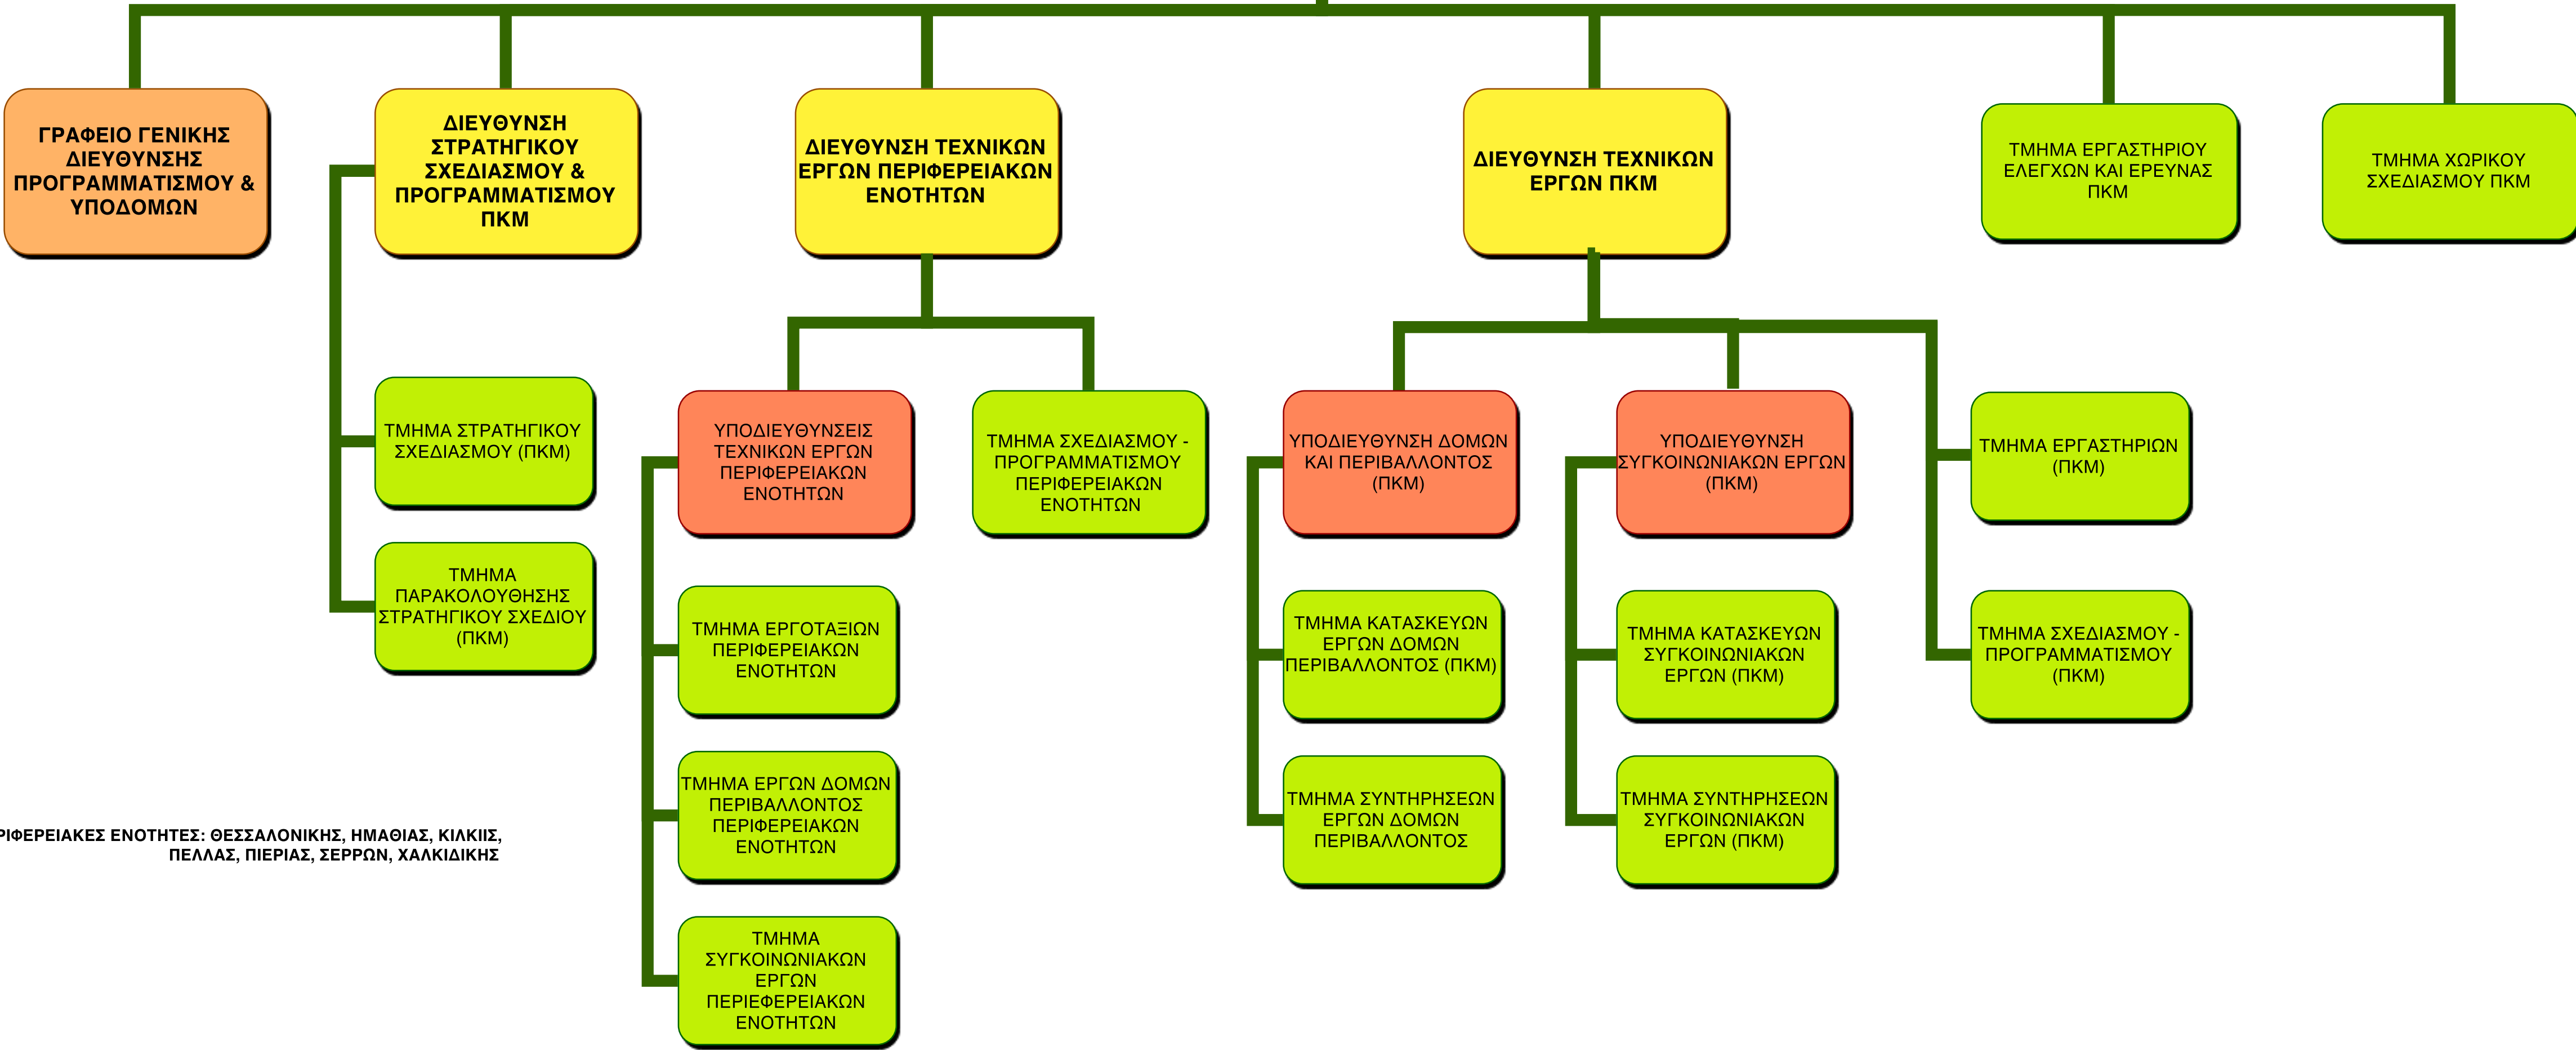 ΓΡΑΦΕΙΟ ΓΕΝΙΚΗΣ
ΔΙΕΥΘΥΝΣΗΣ
ΠΡΟΓΡΑΜΜΑΤΙΣΜΟΥ &
ΥΠΟΔΟΜΩΝ
ΔΙΕΥΘΥΝΣΗ
ΣΤΡΑΤΗΓΙΚΟΥ
ΣΧΕΔΙΑΣΜΟΥ &
ΠΡΟΓΡΑΜΜΑΤΙΣΜΟΥ
ΠΚΜ
ΔΙΕΥΘΥΝΣΗ ΤΕΧΝΙΚΩΝ
ΕΡΓΩΝ ΠΕΡΙΦΕΡΕΙΑΚΩΝ
ΕΝΟΤΗΤΩΝ
ΔΙΕΥΘΥΝΣΗ ΤΕΧΝΙΚΩΝ
ΕΡΓΩΝ ΠΚΜ
ΤΜΗΜΑ ΕΡΓΑΣΤΗΡΙΟΥ
ΕΛΕΓΧΩΝ ΚΑΙ ΕΡΕΥΝΑΣ
ΠΚΜ
ΤΜΗΜΑ ΧΩΡΙΚΟΥ
ΣΧΕΔΙΑΣΜΟΥ ΠΚΜ
ΤΜΗΜΑ ΣΤΡΑΤΗΓΙΚΟΥ
ΣΧΕΔΙΑΣΜΟΥ (ΠΚΜ)
ΤΜΗΜΑ
ΠΑΡΑΚΟΛΟΥΘΗΣΗΣ
ΣΤΡΑΤΗΓΙΚΟΥ ΣΧΕΔΙΟΥ
(ΠΚΜ)
ΥΠΟΔΙΕΥΘΥΝΣΕΙΣ
ΤΕΧΝΙΚΩΝ ΕΡΓΩΝ
ΠΕΡΙΦΕΡΕΙΑΚΩΝ
ΕΝΟΤΗΤΩΝ
ΤΜΗΜΑ ΣΧΕΔΙΑΣΜΟΥ -
ΠΡΟΓΡΑΜΜΑΤΙΣΜΟΥ
ΠΕΡΙΦΕΡΕΙΑΚΩΝ
ΕΝΟΤΗΤΩΝ
ΤΜΗΜΑ ΕΡΓΟΤΑΞΙΩΝ
ΠΕΡΙΦΕΡΕΙΑΚΩΝ
ΕΝΟΤΗΤΩΝ
ΤΜΗΜΑ ΕΡΓΩΝ ΔΟΜΩΝ
ΠΕΡΙΒΑΛΛΟΝΤΟΣ
ΠΕΡΙΦΕΡΕΙΑΚΩΝ
ΕΝΟΤΗΤΩΝ
ΤΜΗΜΑ
ΣΥΓΚΟΙΝΩΝΙΑΚΩΝ
ΕΡΓΩΝ
ΠΕΡΙΕΦΕΡΕΙΑΚΩΝ
ΕΝΟΤΗΤΩΝ
ΥΠΟΔΙΕΥΘΥΝΣΗ ΔΟΜΩΝ
ΚΑΙ ΠΕΡΙΒΑΛΛΟΝΤΟΣ
(ΠΚΜ)
ΤΜΗΜΑ ΚΑΤΑΣΚΕΥΩΝ
ΕΡΓΩΝ ΔΟΜΩΝ
ΠΕΡΙΒΑΛΛΟΝΤΟΣ (ΠΚΜ)
ΤΜΗΜΑ ΣΥΝΤΗΡΗΣΕΩΝ
ΕΡΓΩΝ ΔΟΜΩΝ
ΠΕΡΙΒΑΛΛΟΝΤΟΣ
ΥΠΟΔΙΕΥΘΥΝΣΗ
ΣΥΓΚΟΙΝΩΝΙΑΚΩΝ ΕΡΓΩΝ
(ΠΚΜ)
ΤΜΗΜΑ ΚΑΤΑΣΚΕΥΩΝ
ΣΥΓΚΟΙΝΩΝΙΑΚΩΝ
ΕΡΓΩΝ (ΠΚΜ)
ΤΜΗΜΑ ΣΥΝΤΗΡΗΣΕΩΝ
ΣΥΓΚΟΙΝΩΝΙΑΚΩΝ
ΕΡΓΩΝ (ΠΚΜ)
ΤΜΗΜΑ ΕΡΓΑΣΤΗΡΙΩΝ
(ΠΚΜ)
ΤΜΗΜΑ ΣΧΕΔΙΑΣΜΟΥ -
ΠΡΟΓΡΑΜΜΑΤΙΣΜΟΥ
(ΠΚΜ)
ΕΝΟΤΗΤΕΣ: ΘΕΣΣΑΛΟΝΙΚΗΣ, ΗΜΑΘΙΑΣ, ΚΙΛΚΙΙΣ,
ΠΕΛΛΑΣ, ΠΙΕΡΙΑΣ, ΣΕΡΡΩΝ, ΧΑΛΚΙΔΙΚΗΣ